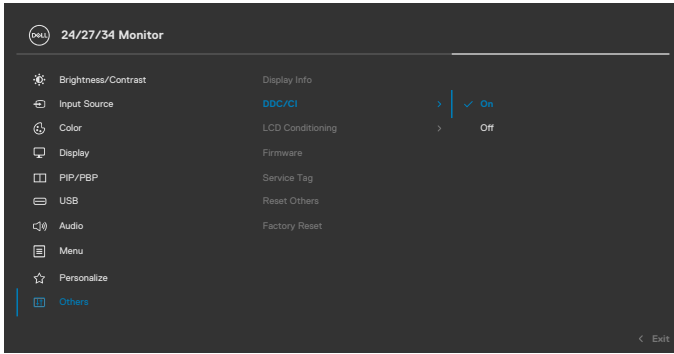 DELL 24/27/34 Monitor
Brightness/Contrast Display Info
Input Source DDC/CI > On
Color LCD Conditioning > Off
Display Firmware
PIP/PBP Service Tag
USB Reset Others
Audio Factory Reset
Menu
Personalize
Others
< Exit